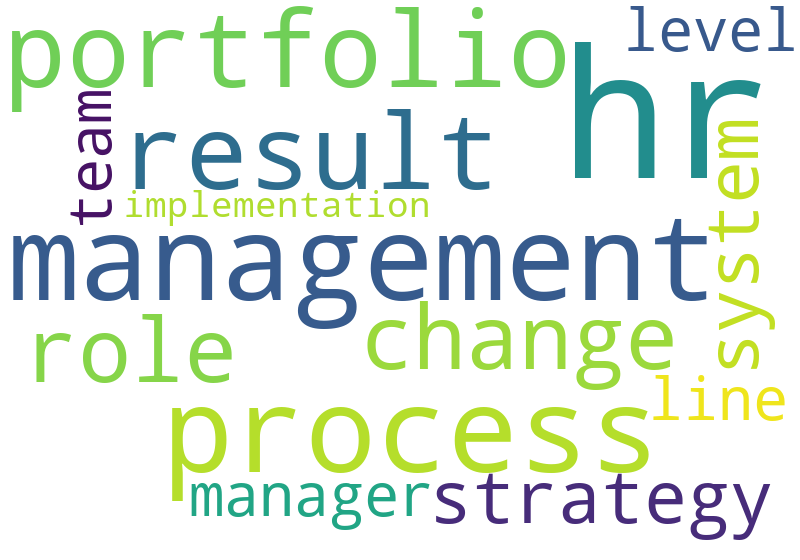 portfolio
level
hr
team
result
system
implementation
management
role
change
line
process
manager
strategy